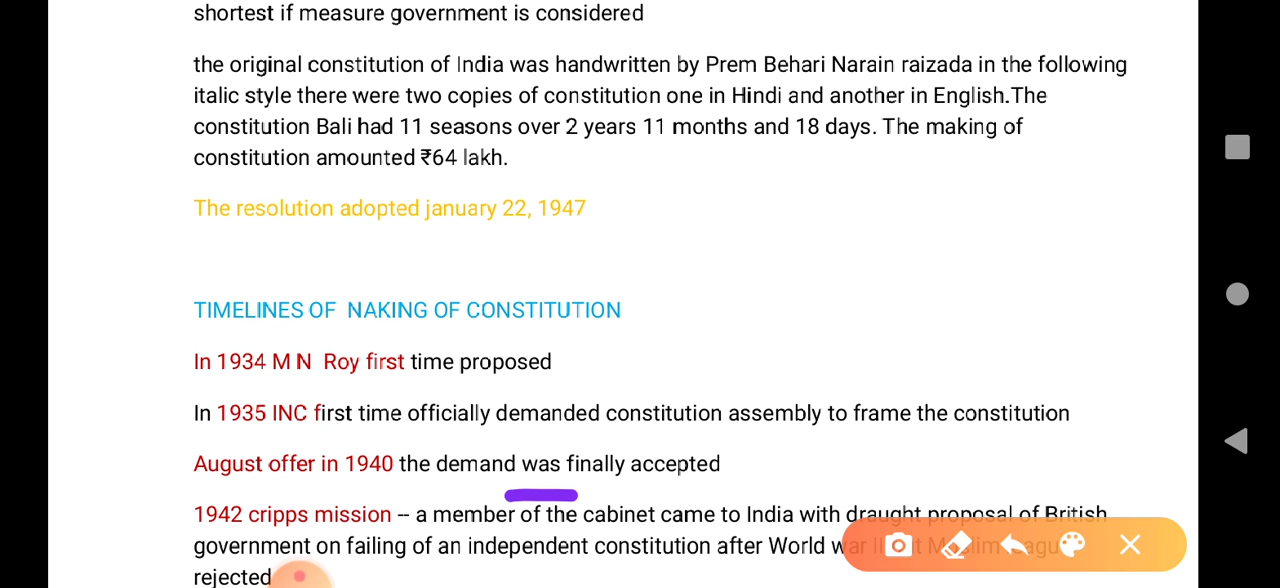 shortest if measure government is considered
the original constitution of India was handwritten by Prem Behari Narain raizada in the following
italic style there were two copies of constitution one in Hindi and another in English.The
constitution Bali had 11 seasons over 2 years 11 months and 18 days. The making of
constitution amounted ₹64 lakh.
The resolution adopted january 22, 1947
TIMELINES OF NAKING OF CONSTITUTION
In 1934 M N Roy first time proposed
In 1935 INC first time officially demanded constitution assembly to frame the constitution
August offer in 1940 the demand was finally accepted
1942 cripps mission -- a member of the cabinet came to India with draught proposal of British
government on failing of an independent constitution after World war
rejected